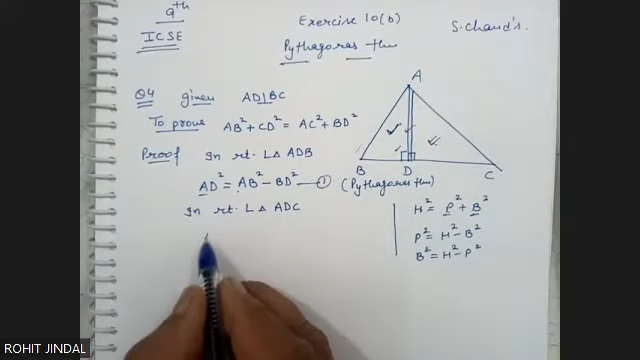 9th
ICSE
Exercise 10(b)
S.Chand's.
Pythagoras thm
Q4 given AD⊥BC
To prove AB² + CD² = AC² + BD²
Proof In rt. L △ ADB
AD² = AB² - BD² —① (Pythagoras thm)
In rt. L △ ADC
A
B
D
C
H² = P² + B²
P² = H² - B²
B² = H² - P²
ROHIT JINDAL